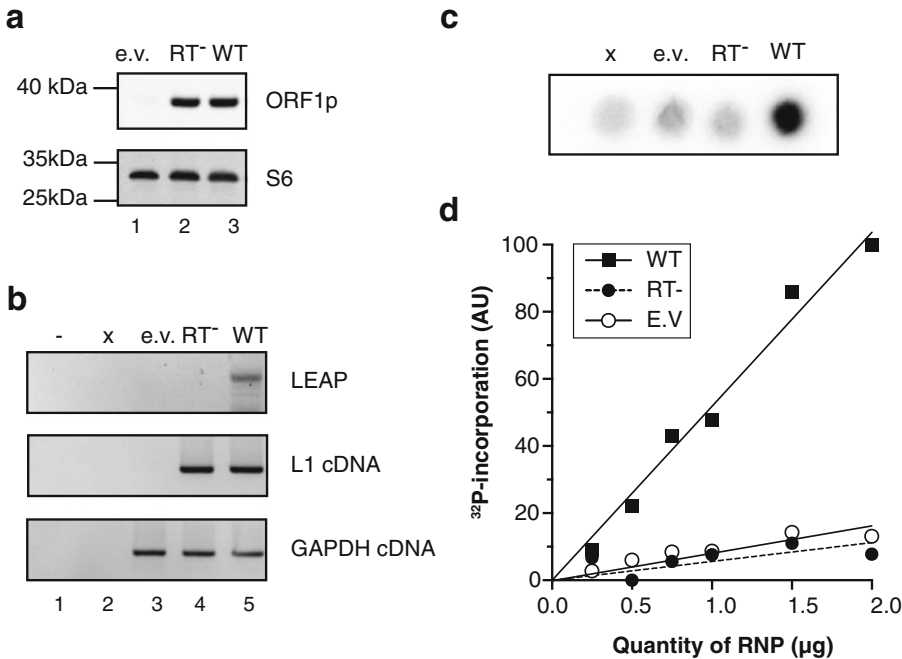 a
e.v. RT⁻ WT
40 kDa
ORF1p
35kDa
25kDa
S6
1 2 3
b
- x e.v. RT⁻ WT
LEAP
L1 cDNA
GAPDH cDNA
1 2 3 4 5
c
x e.v. RT⁻ WT
d
³²P-incorporation (AU)
100
80
60
40
20
0
WT
RT-
E.V
0.0 0.5 1.0 1.5 2.0
Quantity of RNP (µg)